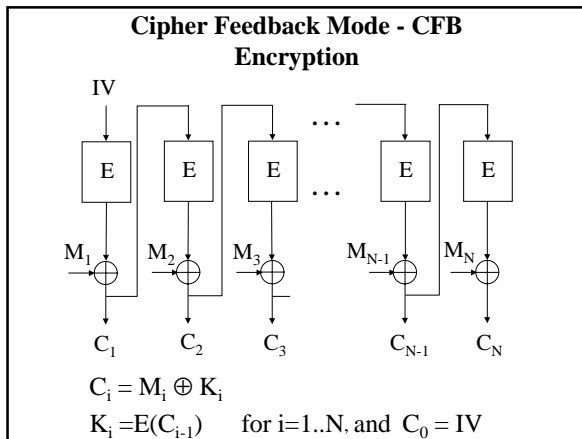 Cipher Feedback Mode - CFB
Encryption
IV
...
E E E E E
...
M₁ M₂ M₃ Mₙ₋₁ Mₙ
C₁ C₂ C₃ Cₙ₋₁ Cₙ
Cᵢ = Mᵢ ⊕ Kᵢ
Kᵢ =E(Cᵢ₋₁) for i=1..N, and C₀ = IV